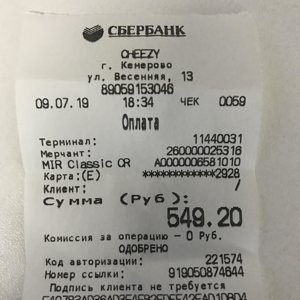 СБЕРБАНК
CHEEZY
г. Кемерово
ул. Весенняя, 13
89059153046
09.07.19 18:34 ЧЕК 0059
Оплата
Терминал: 11440031
Мерчант: 260000025316
MIR Classic CR A0000006581010
Карта:(E) ************2928
Клиент: /
Сумма (Руб):
549.20
Комиссия за операцию – 0 Руб.
ОДОБРЕНО
Код авторизации: 221574
Номер ссылки: 919050874644
Подпись клиента не требуется